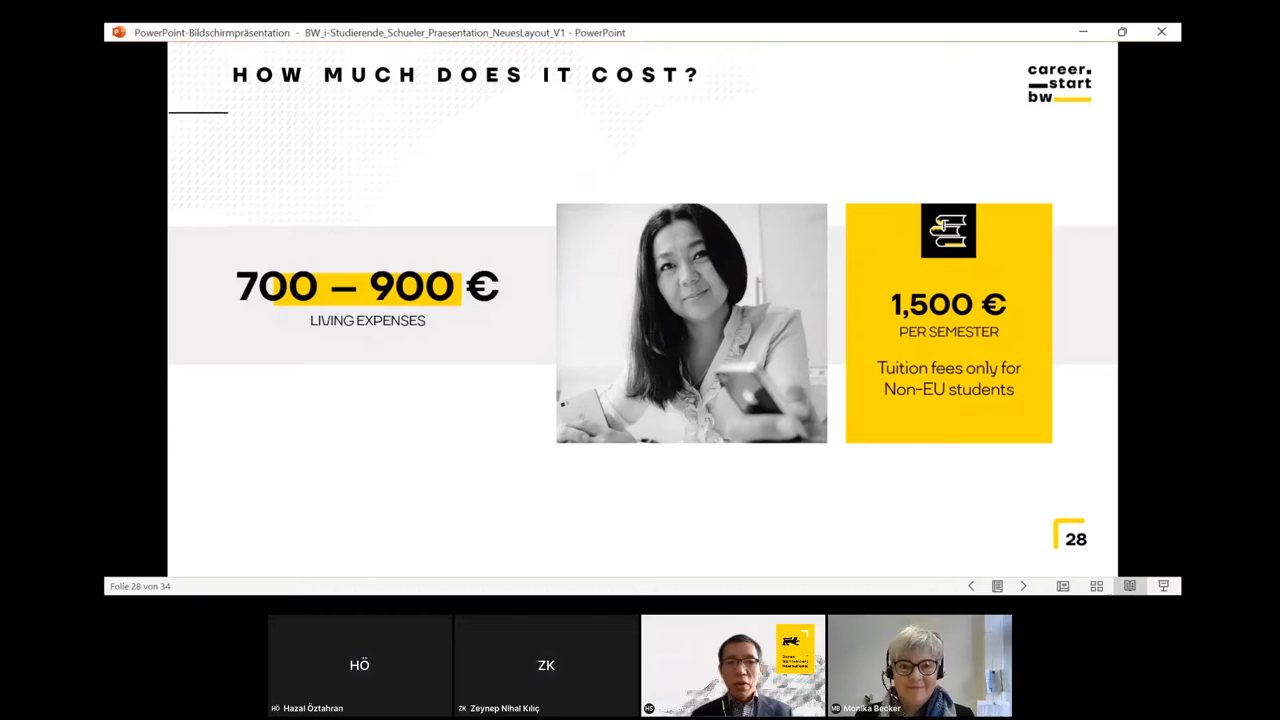 PowerPoint-Bildschirmpräsentation - BW_i-Studierende_Schueler_Praesentation_NeuesLayout_V1 - PowerPoint
HOW MUCH DOES IT COST?
career.
start
bw
700 – 900 €
LIVING EXPENSES
1,500 €
PER SEMESTER
Tuition fees only for
Non-EU students
28
Folie 28 von 34
HÖ
ZK
HÖ Hazal Öztahran
ZK Zeynep Nihal Kılıç
HS
MB Monika Becker